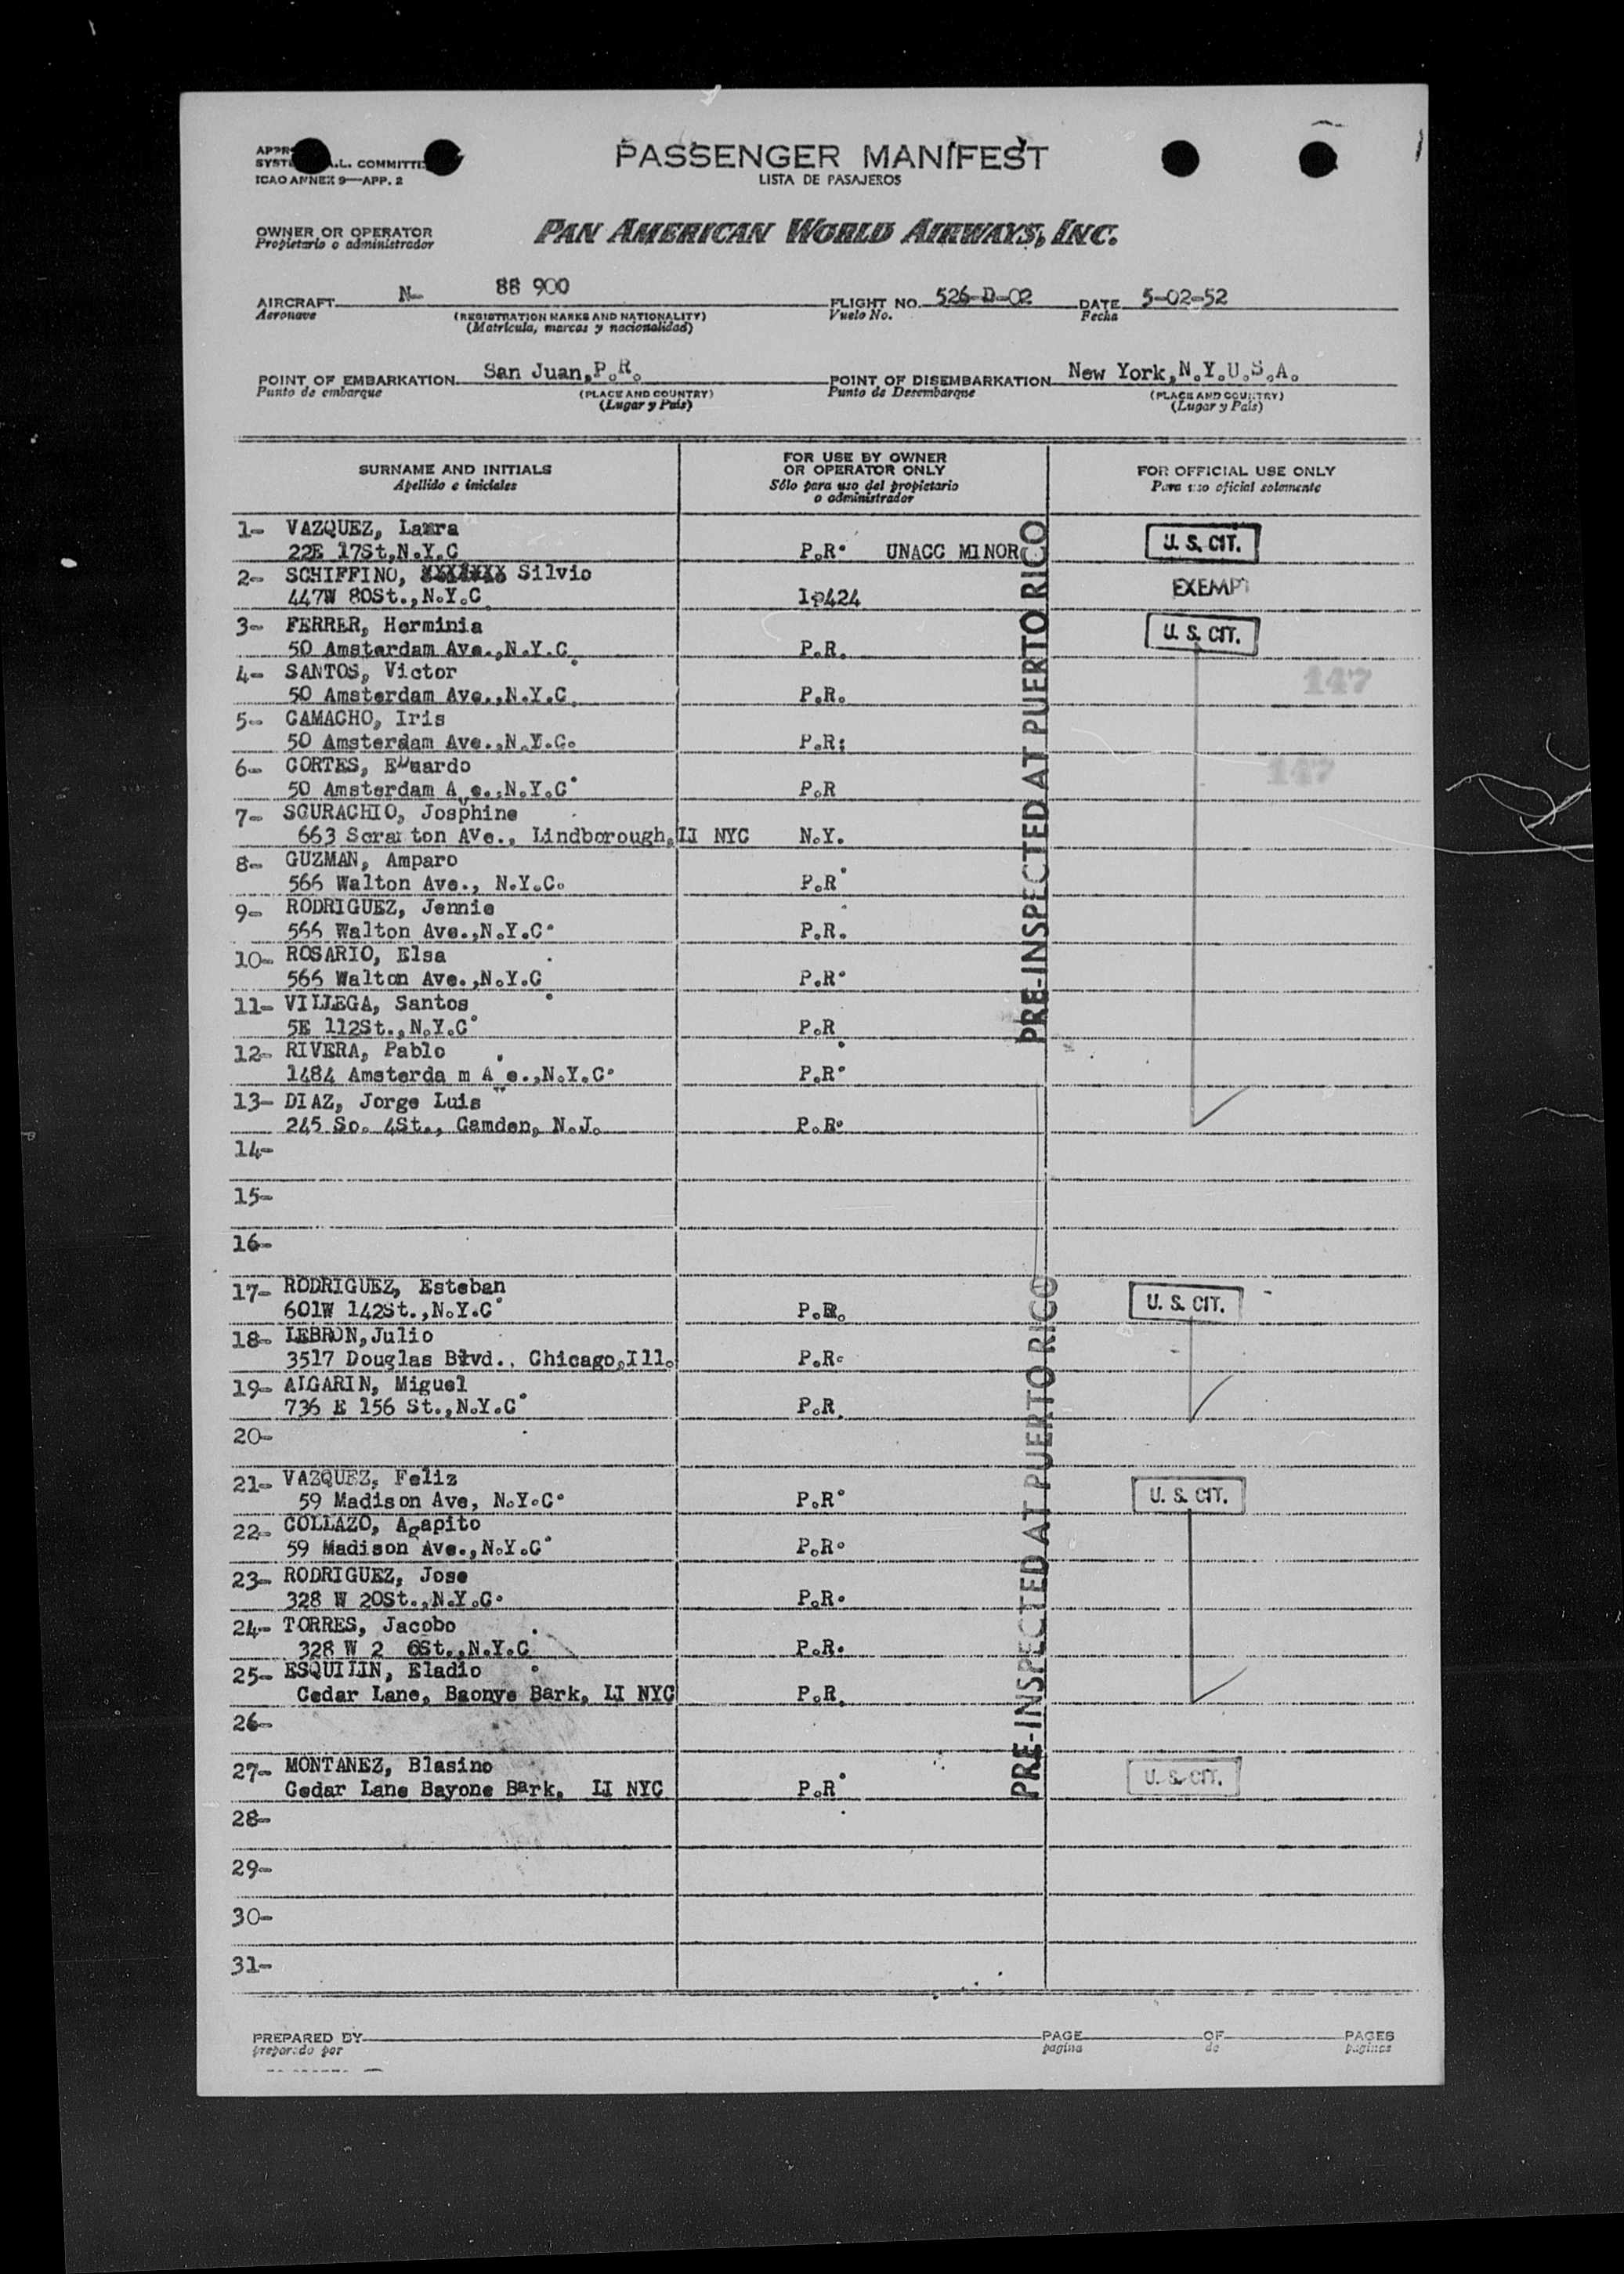 PASSENGER MANIFEST
LISTA DE PASAJEROS
L. COMMITT
ICAO ANNEX 9—APP. 2
OWNER OR OPERATOR
Propietario o administrador
PAN AMERICAN WORLD AIRWAYS, INC.
AIRCRAFT N- 88 900 FLIGHT NO. 526-D-02 DATE 5-02-52
Aeronave (REGISTRATION MARKS AND NATIONALITY) Vuelo No. Fecha
(Matrícula, marcas y nacionalidad)
POINT OF EMBARKATION San Juan,P.R. POINT OF DISEMBARKATION New York,N.Y.U.S.A.
Punto de embarque (PLACE AND COUNTRY) Punto de Desembarque (PLACE AND COUNTRY)
(Lugar y País) (Lugar y País)
SURNAME AND INITIALS FOR USE BY OWNER OR OPERATOR ONLY FOR OFFICIAL USE ONLY
Apellido e iniciales Sólo para uso del propietario o administrador Para uso oficial solamente
1- VAZQUEZ, Laura
22E 17St,N.Y.C P.R. UNACC MINOR U. S. CIT.
2- SCHIFFINO, XXXXXXX Silvio EXEMPT
447W 80St.,N.Y.C 424
3- FERRER, Herminia U. S. CIT.
50 Amsterdam Ave.,N.Y.C. P.R.
4- SANTOS, Victor 147
50 Amsterdam Ave.,N.Y.C. P.R.
5- CAMACHO, Iris
50 Amsterdam Ave.,N.Y.C. P.R.
6- CORTES, EDuardo 147
50 Amsterdam Ave.,N.Y.C. P.R
7- SCURACHIO, Josphine
663 Scranton AVe., Lindborough,LI NYC N.Y.
8- GUZMAN, Amparo
566 Walton Ave., N.Y.C. P.R.
9- RODRIGUEZ, Jennie
566 Walton Ave.,N.Y.C. P.R.
10- ROSARIO, Elsa
566 Walton Ave.,N.Y.C P.R.
11- VILLEGA, Santos
5E 112St.,N.Y.C. P.R
12- RIVERA, Pablo
1484 Amsterda m Ave.,N.Y.C. P.R.
13- DIAZ, Jorge Luis
245 So. 4St., Camden, N.J. P.R.
PRE-INSPECTED AT PUERTO RICO
14-
15-
16-
17- RODRIGUEZ, Esteban U. S. CIT.
601W 142St.,N.Y.C. P.R.
18- LEBRON,Julio
3517 Douglas Blvd., Chicago,Ill. P.R.
19- ALGARIN, Miguel
736 E 156 St.,N.Y.C. P.R.
20-
21- VAZQUEZ, Feliz U. S. CIT.
59 Madison Ave, N.Y.C. P.R.
22- COLLAZO, Agapito
59 Madison Ave.,N.Y.C. P.R.
23- RODRIGUEZ, Jose
328 W 20St.,N.Y.C. P.R.
24- TORRES, Jacobo
328 W 2 6St.,N.Y.C P.R.
25- ESQUILIN, Eladio
Cedar Lane, Baonye Bark, LI NYC P.R.
26-
27- MONTANEZ, Blasino U. S. CIT.
Cedar Lane Bayone Bark, LI NYC P.R.
PRE-INSPECTED AT PUERTO RICO
28-
29-
30-
31-
PREPARED BY PAGE OF PAGES
preparado por página de páginas